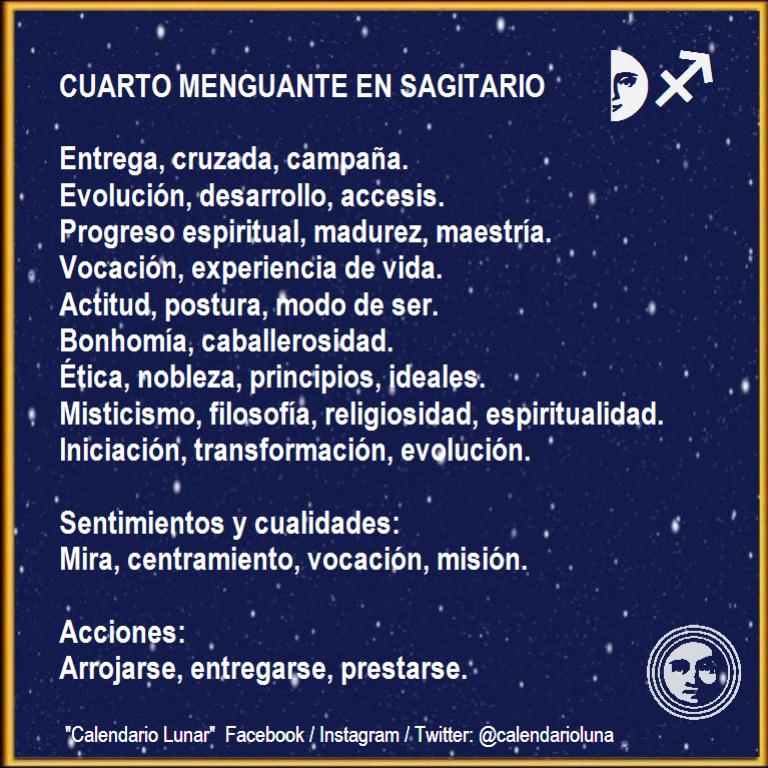 CUARTO MENGUANTE EN SAGITARIO
Entrega, cruzada, campaña.
Evolución, desarrollo, accesis.
Progreso espiritual, madurez, maestría.
Vocación, experiencia de vida.
Actitud, postura, modo de ser.
Bonhomía, caballerosidad.
Ética, nobleza, principios, ideales.
Misticismo, filosofía, religiosidad, espiritualidad.
Iniciación, transformación, evolución.
Sentimientos y cualidades:
Mira, centramiento, vocación, misión.
Acciones:
Arrojarse, entregarse, prestarse.
"Calendario Lunar" Facebook / Instagram / Twitter: @calendarioluna